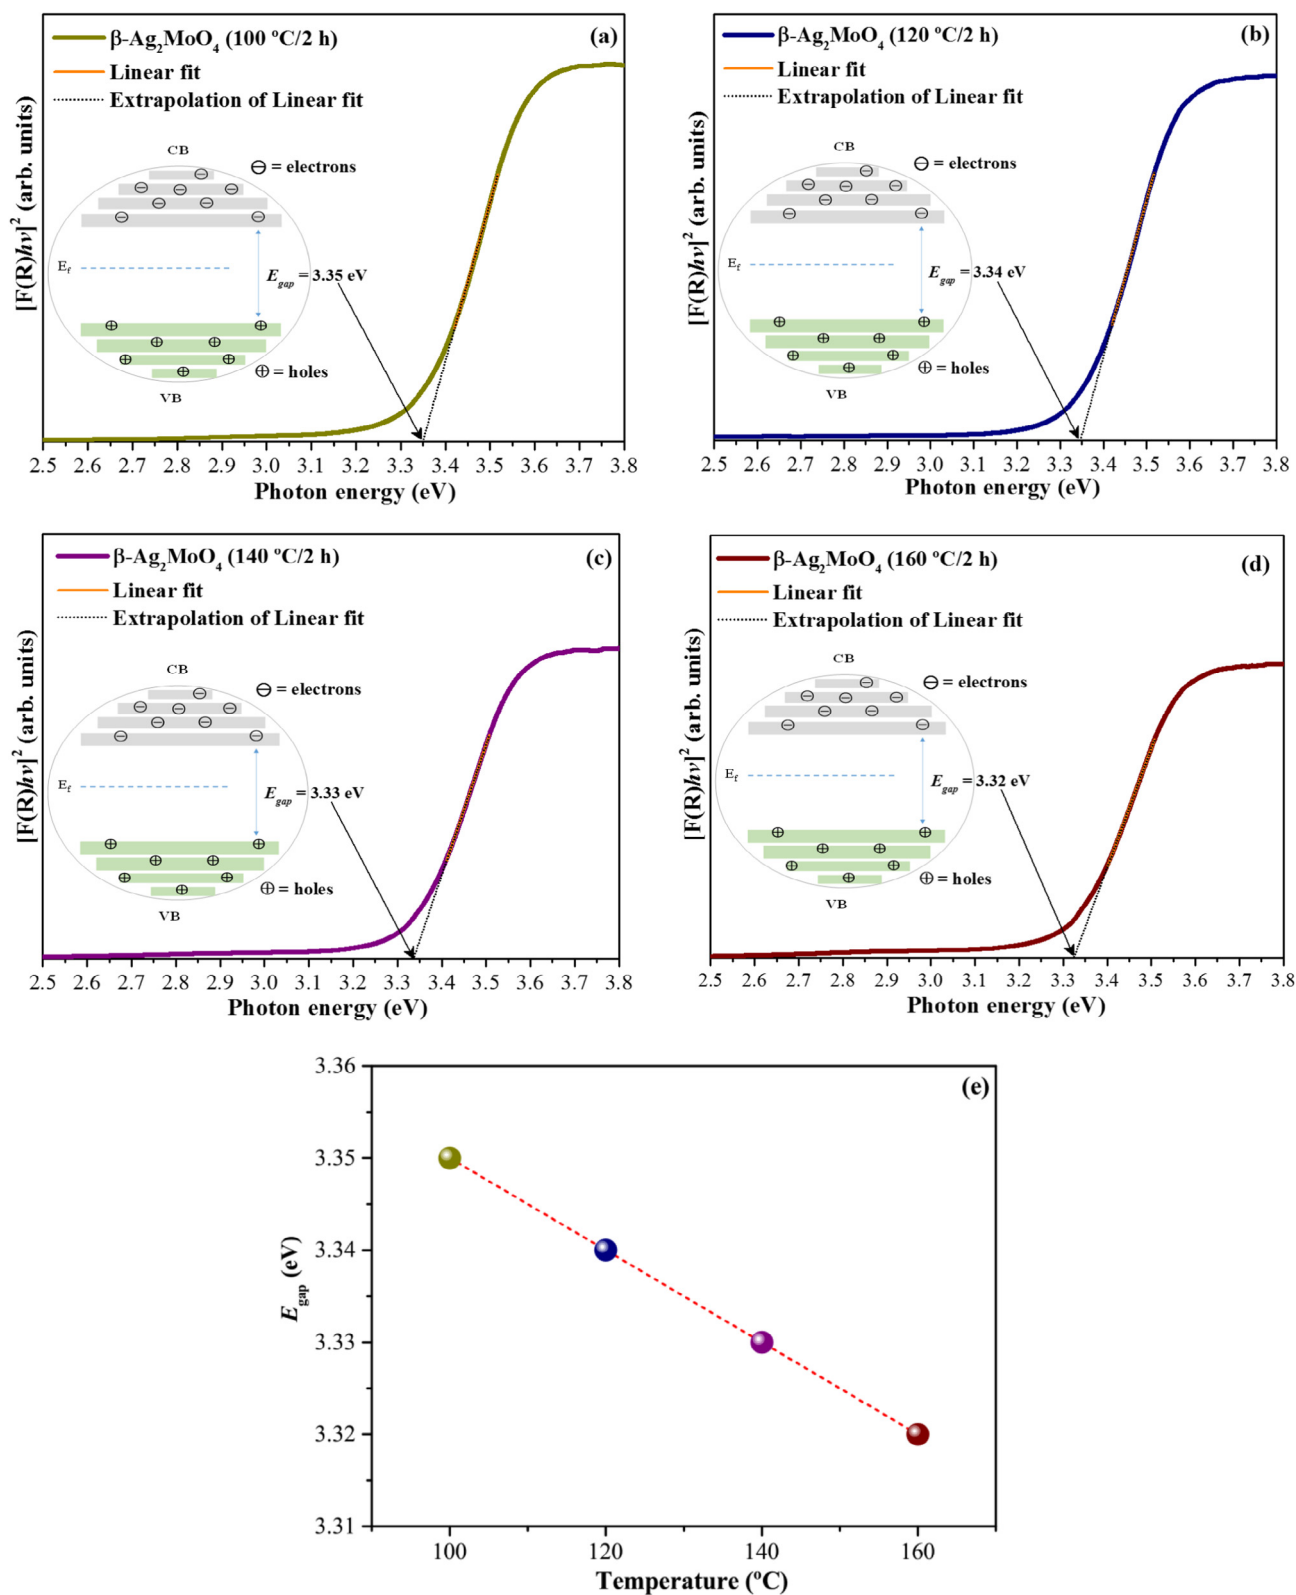 β-Ag₂MoO₄ (100 ºC/2 h)
(a)
Linear fit
Extrapolation of Linear fit
CB
⊖ = electrons
E_f
E_gap = 3.35 eV
⊕ = holes
VB
[F(R)hν]² (arb. units)
2.5 2.6 2.7 2.8 2.9 3.0 3.1 3.2 3.3 3.4 3.5 3.6 3.7 3.8
Photon energy (eV)
β-Ag₂MoO₄ (120 ºC/2 h)
(b)
Linear fit
Extrapolation of Linear fit
CB
⊖ = electrons
E_f
E_gap = 3.34 eV
⊕ = holes
VB
[F(R)hν]² (arb. units)
2.5 2.6 2.7 2.8 2.9 3.0 3.1 3.2 3.3 3.4 3.5 3.6 3.7 3.8
Photon energy (eV)
β-Ag₂MoO₄ (140 ºC/2 h)
(c)
Linear fit
Extrapolation of Linear fit
CB
⊖ = electrons
E_f
E_gap = 3.33 eV
⊕ = holes
VB
[F(R)hν]² (arb. units)
2.5 2.6 2.7 2.8 2.9 3.0 3.1 3.2 3.3 3.4 3.5 3.6 3.7 3.8
Photon energy (eV)
β-Ag₂MoO₄ (160 ºC/2 h)
(d)
Linear fit
Extrapolation of Linear fit
CB
⊖ = electrons
E_f
E_gap = 3.32 eV
⊕ = holes
VB
[F(R)hν]² (arb. units)
2.5 2.6 2.7 2.8 2.9 3.0 3.1 3.2 3.3 3.4 3.5 3.6 3.7 3.8
Photon energy (eV)
(e)
3.36
3.35
3.34
3.33
3.32
3.31
E_gap (eV)
100 120 140 160
Temperature (ºC)